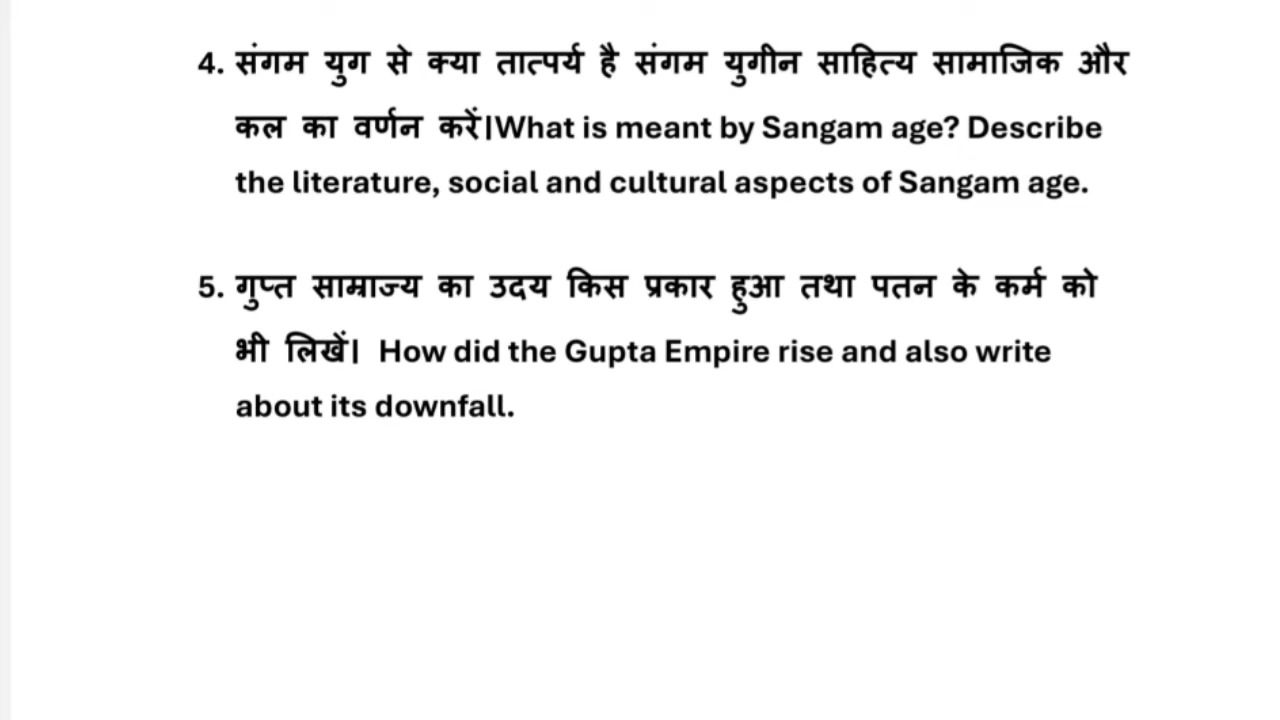 4. संगम युग से क्या तात्पर्य है संगम युगीन साहित्य सामाजिक और
कल का वर्णन करें।What is meant by Sangam age? Describe
the literature, social and cultural aspects of Sangam age.
5. गुप्त साम्राज्य का उदय किस प्रकार हुआ तथा पतन के कर्म को
भी लिखें। How did the Gupta Empire rise and also write
about its downfall.